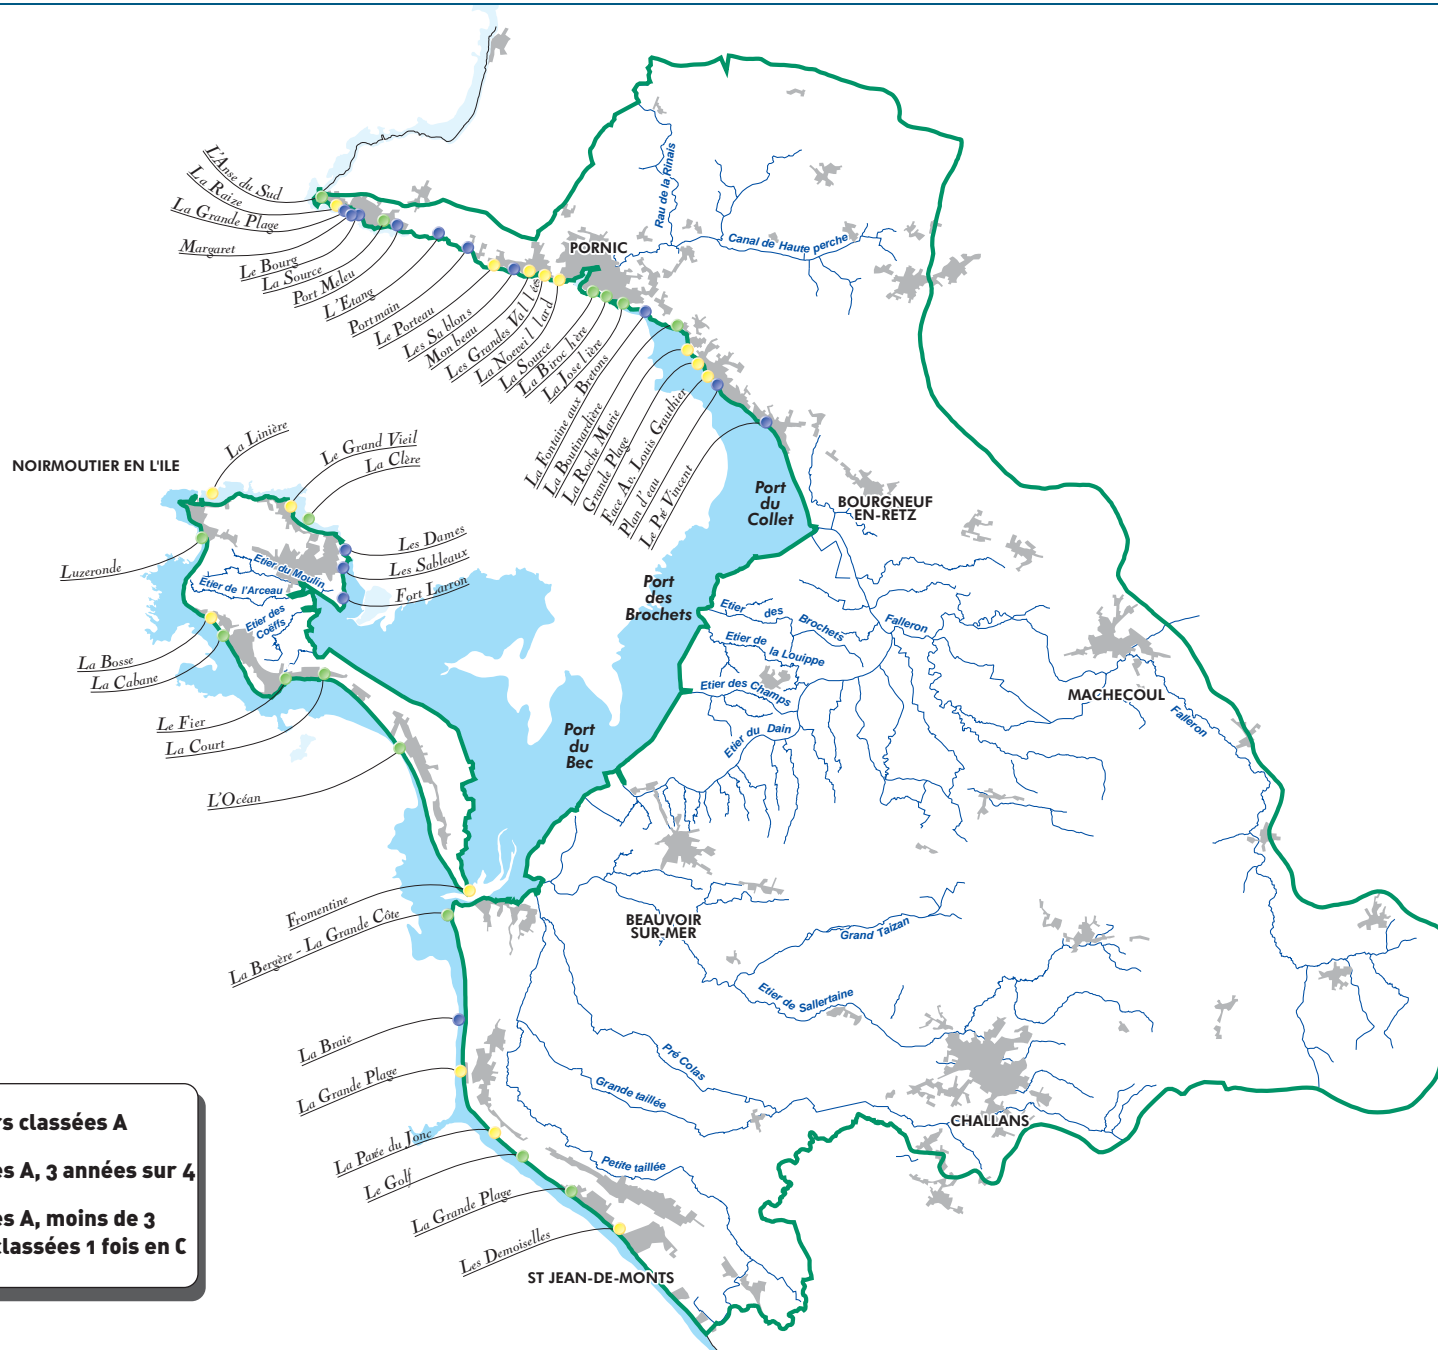 L'Anse du Sud
La Raize
La Grande Plage
Margaret
Le Bourg
La Source
Port Meleu
L'Etang
Portmain
Le Porteau
Les Sablons
Monbeau
Les Grandes Vallées
La Noeveillard
La Source
La Birochère
La Joselière
La Fontaine aux Bretons
La Boutinardière
La Roche Marie
Grande Plage
Face Av. Louis Gauthier
Plan d'eau
Le Pré Vincent
PORNIC
Rau de la Rinais
Canal de Haute perche
NOIRMOUTIER EN L'ILE
La Linière
Le Grand Vieil
La Clère
Les Dames
Les Sableaux
Fort Larron
Luzeronde
Etier du Moulin
Etier de l'Arceau
Etier des
Coëffs
La Bosse
La Cabane
Le Fier
La Court
L'Océan
Port
du
Collet
Port
des
Brochets
Port
du
Bec
BOURGNEUF
EN-RETZ
Etier des Brochets
Falleron
Etier de
la Louippe
Etier des Champs
Etier du Dain
MACHECOUL
Falleron
Fromentine
La Bergère - La Grande Côte
BEAUVOIR
SUR-MER
Grand Taizan
Etier de Sallertaine
La Braie
La Grande Plage
Pré Colas
Grande taillée
CHALLANS
La Parée du Jonc
Le Golf
Petite taillée
La Grande Plage
Les Demoiselles
ST JEAN-DE-MONTS
rs classées A
es A, 3 années sur 4
es A, moins de 3
classées 1 fois en C